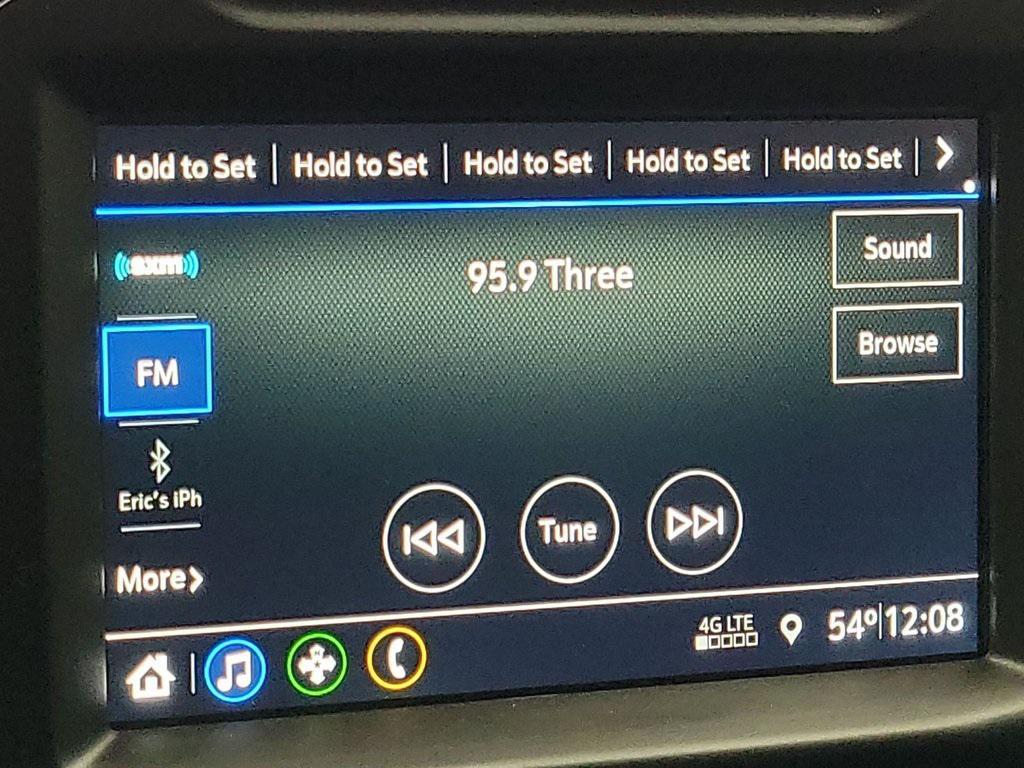 Hold to Set | Hold to Set | Hold to Set | Hold to Set | Hold to Set |
((sxm))
95.9 Three
Sound
FM
Browse
Eric's iPh
Tune
More>
4G LTE
54°|12:08